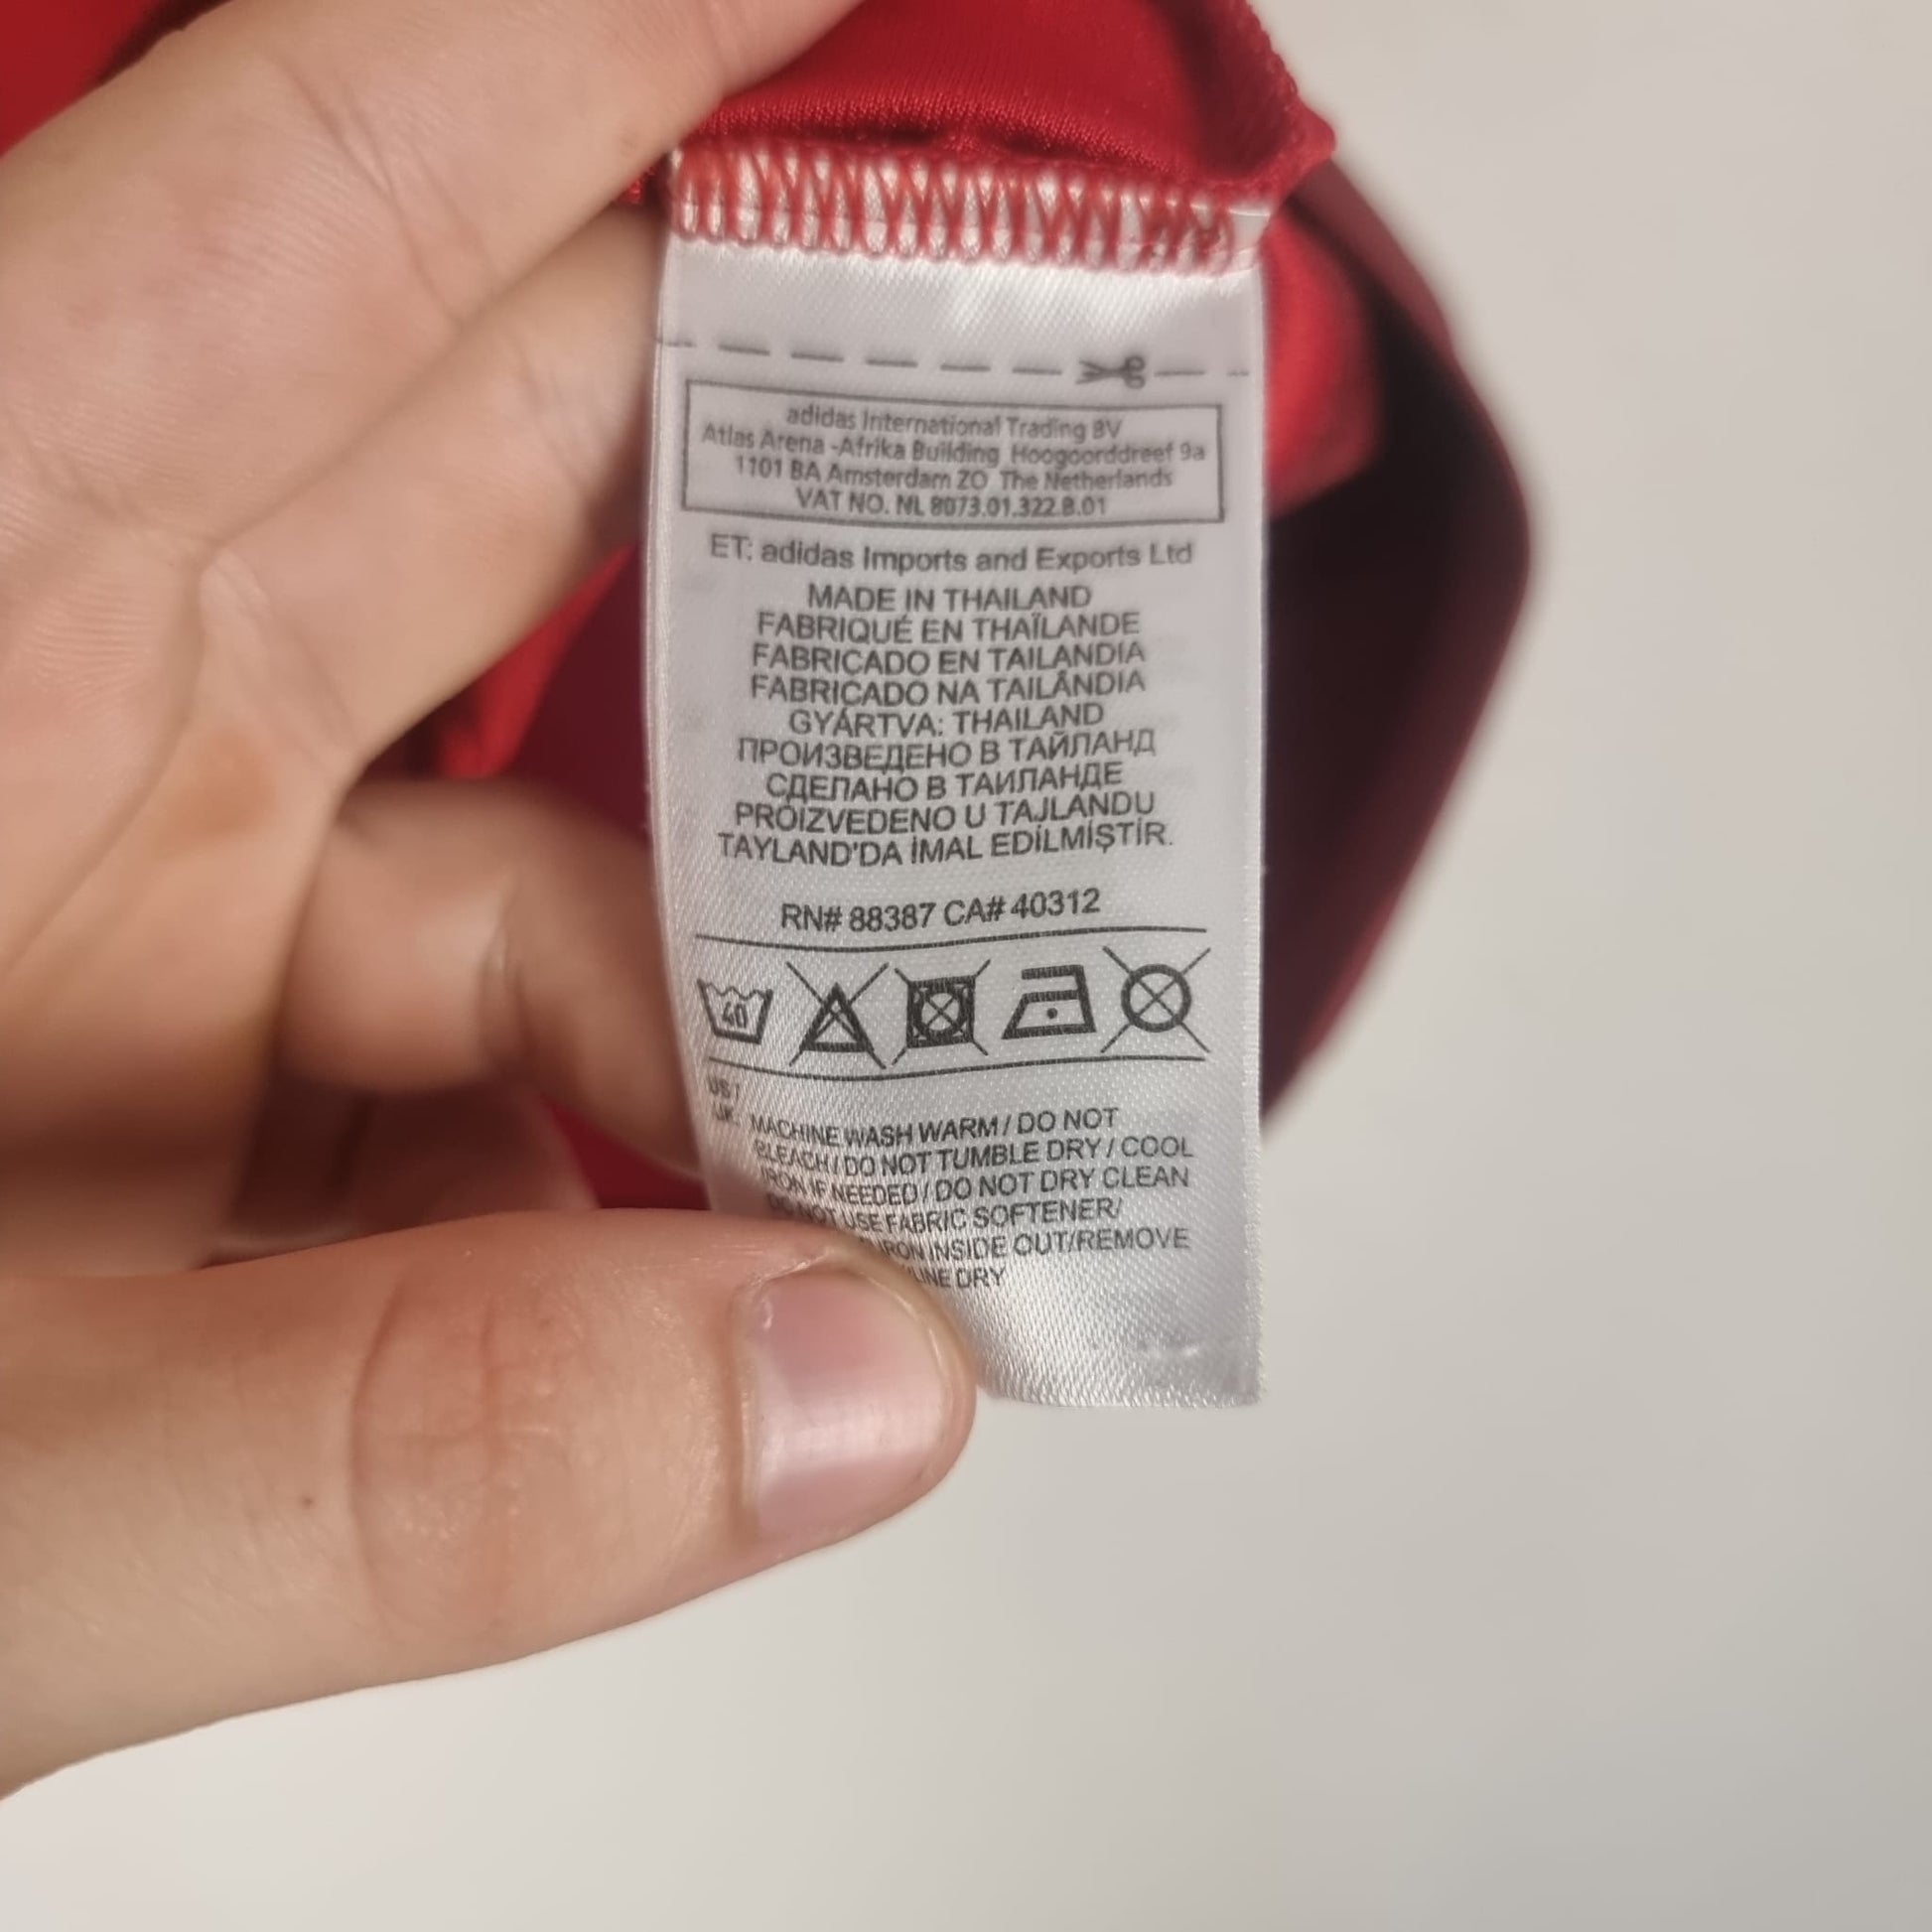 adidas International Trading BV
Atlas Arena -Afrika Building Hoogoorddreef 9a
1101 BA Amsterdam ZO The Netherlands
VAT NO. NL 8073.01.322.B.01
ET: adidas Imports and Exports Ltd
MADE IN THAILAND
FABRIQUÉ EN THAÏLANDE
FABRICADO EN TAILANDIA
FABRICADO NA TAILÂNDIA
GYÁRTVA: THAILAND
ПРОИЗВЕДЕНО В ТАЙЛАНД
СДЕЛАНО В ТАИЛАНДЕ
PROIZVEDENO U TAJLANDU
TAYLAND'DA İMAL EDİLMİŞTİR.
RN# 88387 CA# 40312
40
US/
UK MACHINE WASH WARM / DO NOT
BLEACH / DO NOT TUMBLE DRY / COOL
IRON IF NEEDED / DO NOT DRY CLEAN
DO NOT USE FABRIC SOFTENER/
IRON INSIDE OUT/REMOVE
LINE DRY